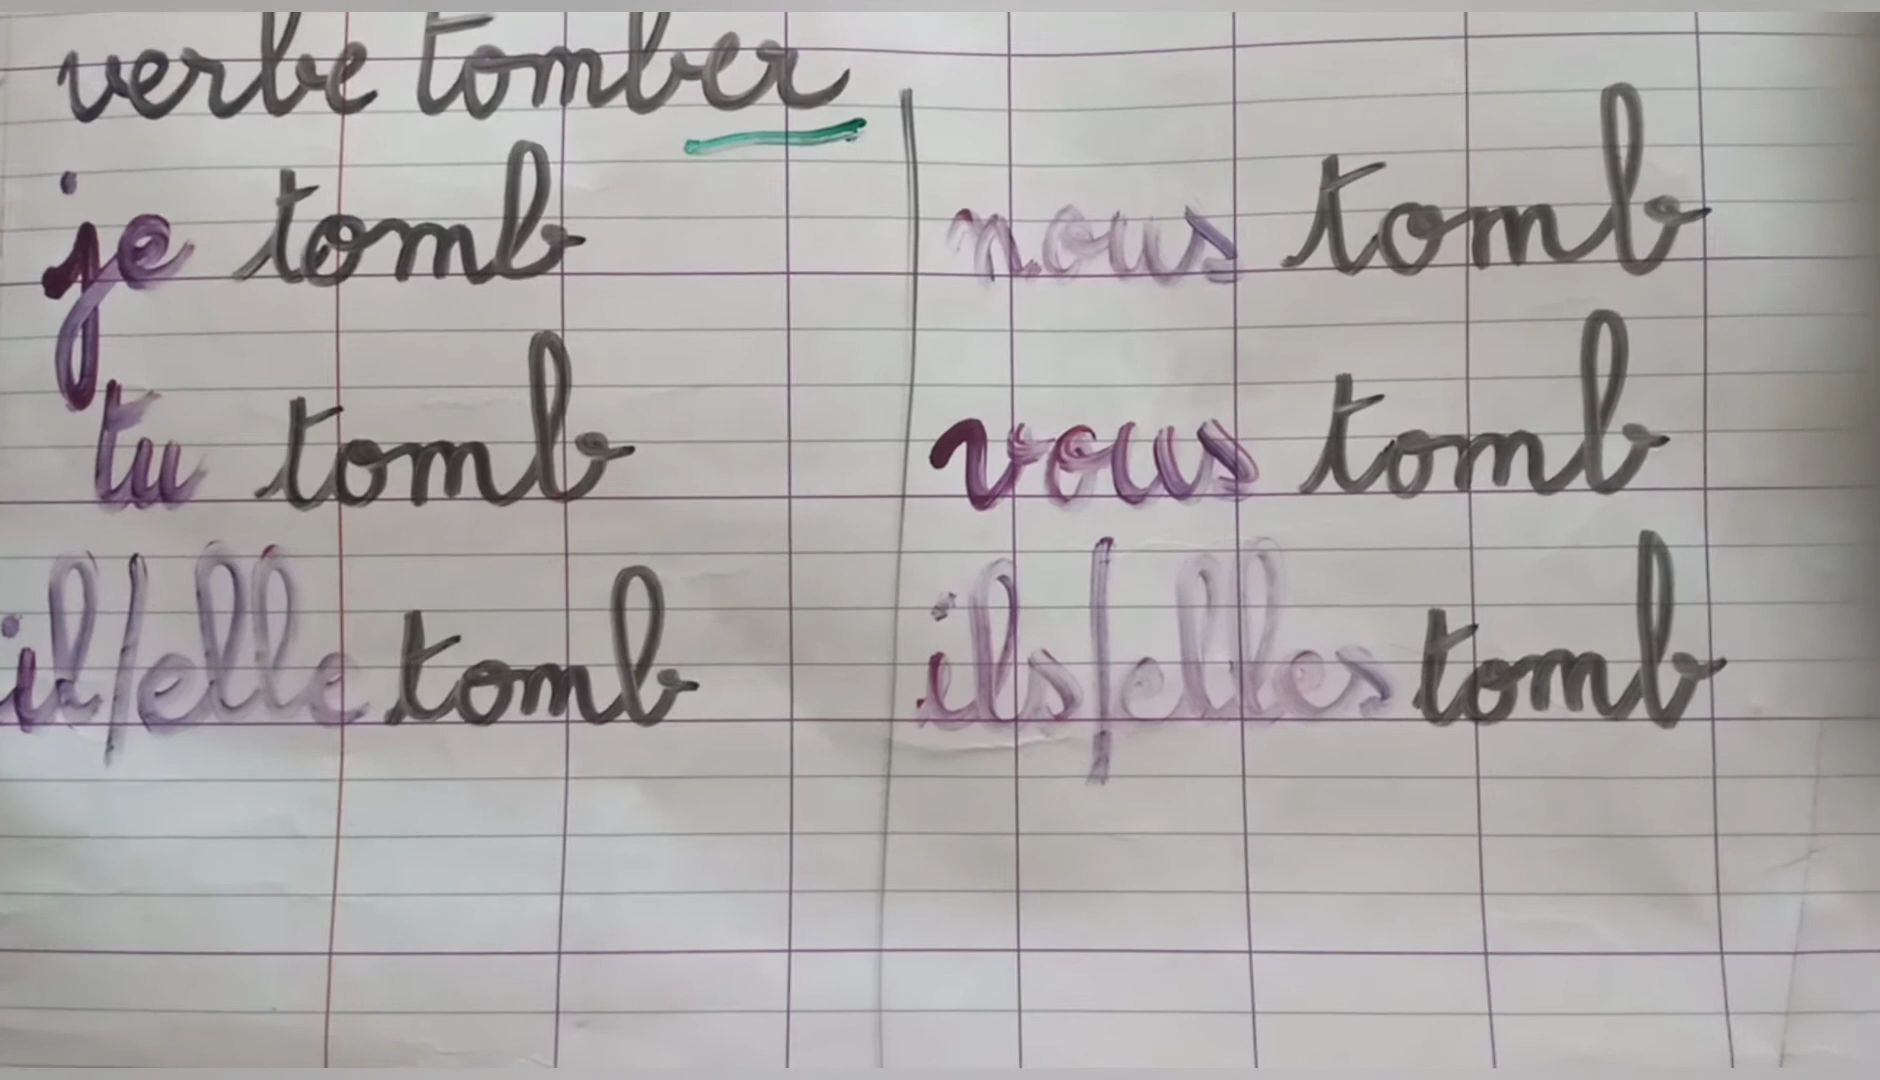 verbe tomber
je tomb
tu tomb
il/elle tomb
nous tomb
vous tomb
ils/elles tomb